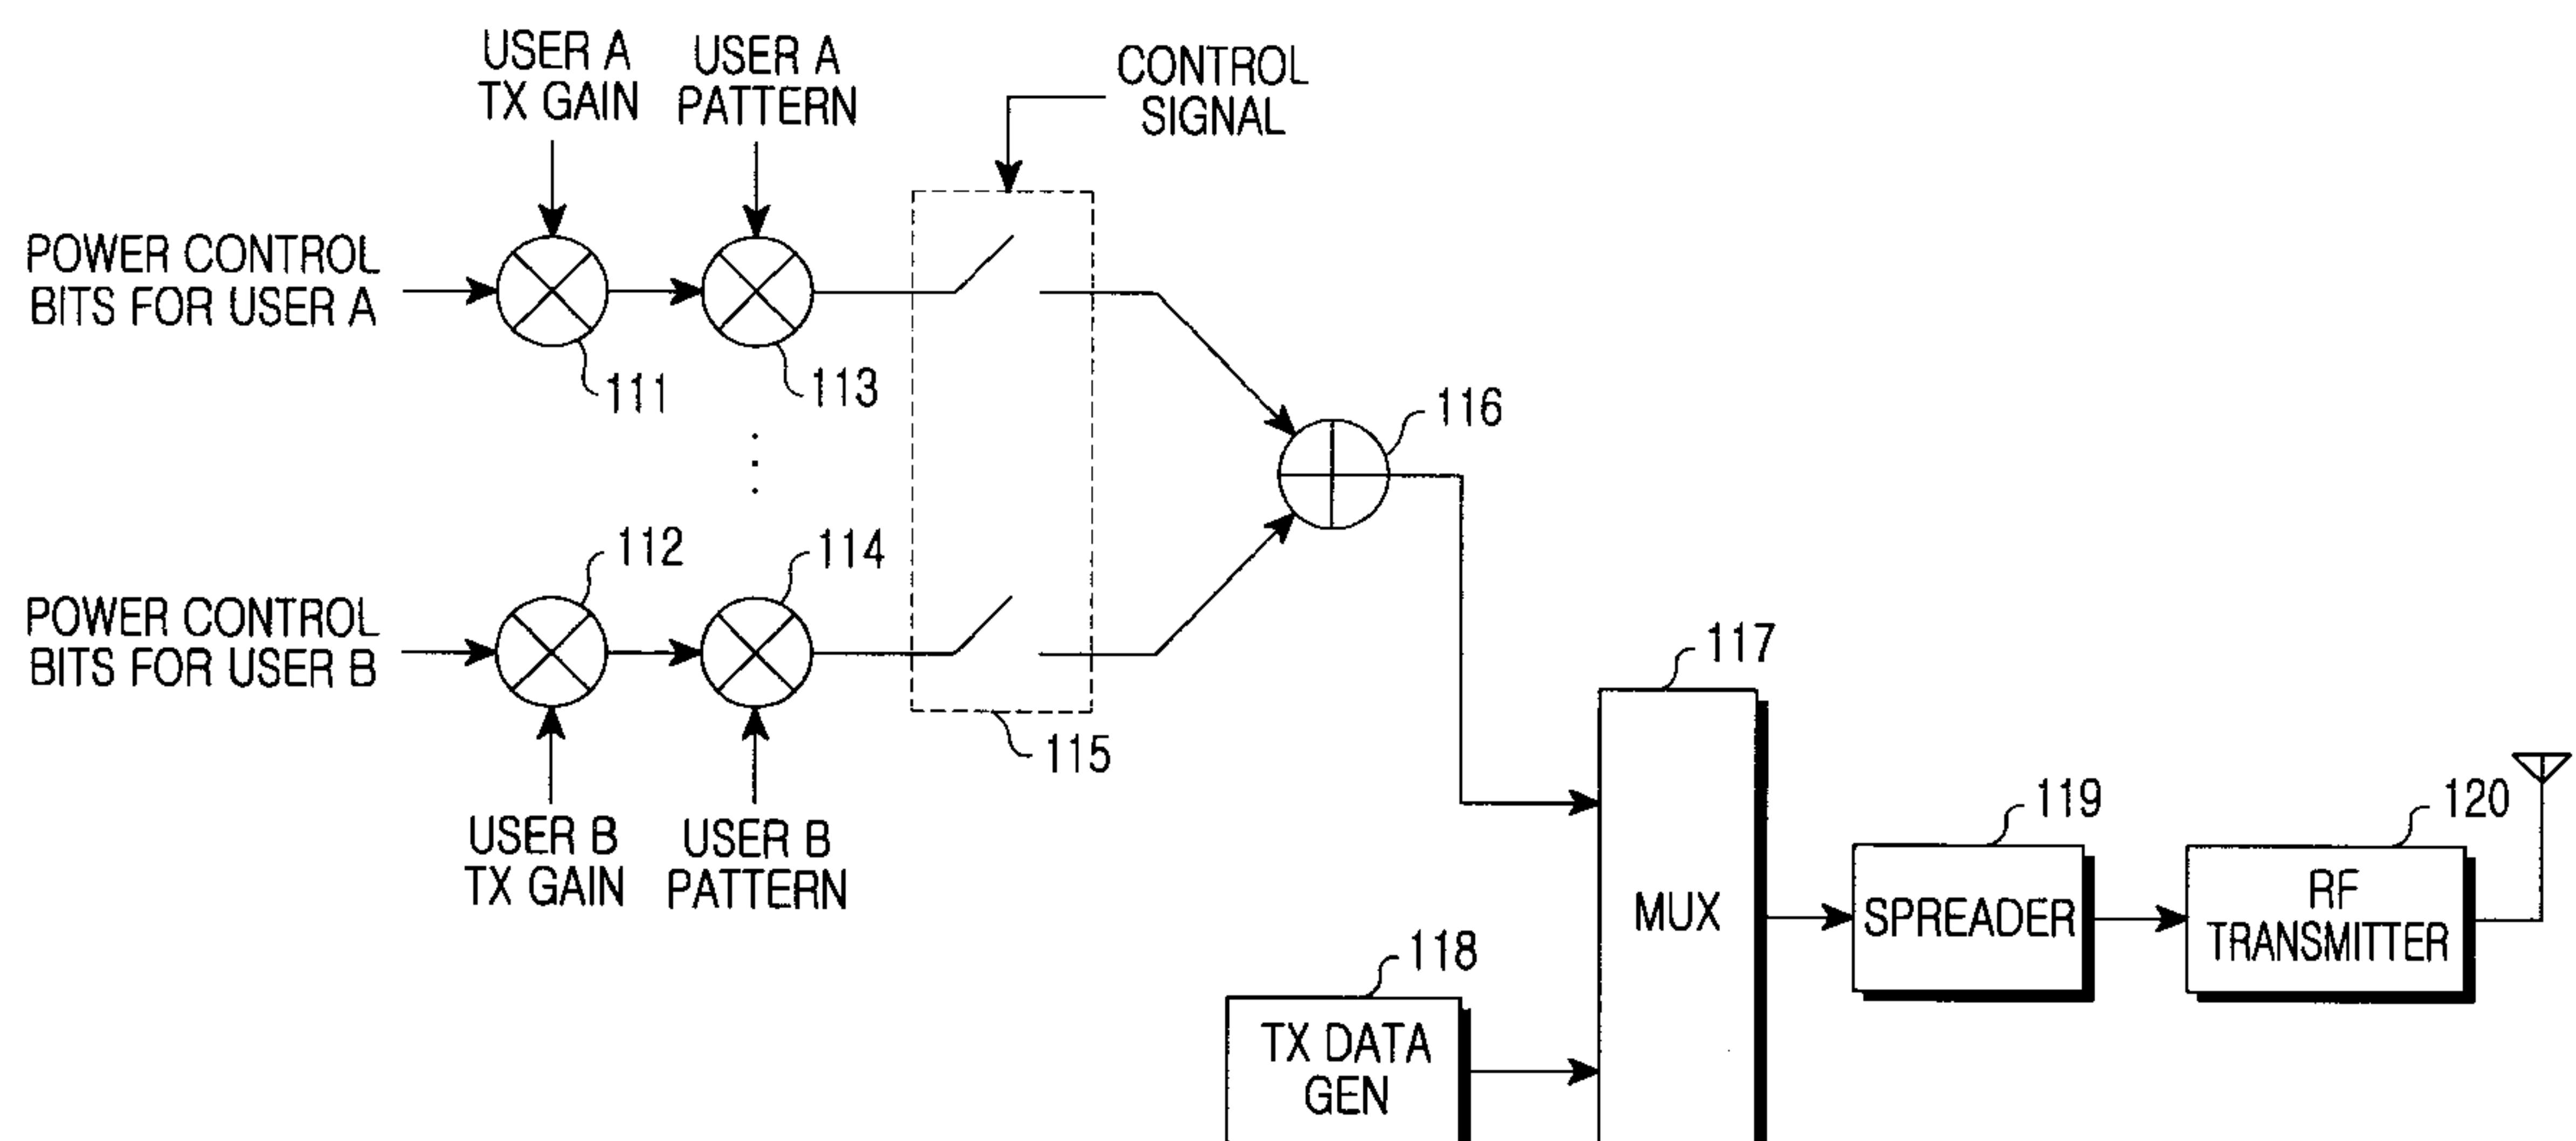 USER A
TX GAIN
USER A
PATTERN
CONTROL
SIGNAL
POWER CONTROL
BITS FOR USER A
111
113
116
112
114
POWER CONTROL
BITS FOR USER B
115
USER B
TX GAIN
USER B
PATTERN
117
MUX
119
SPREADER
120
RF
TRANSMITTER
118
TX DATA
GEN